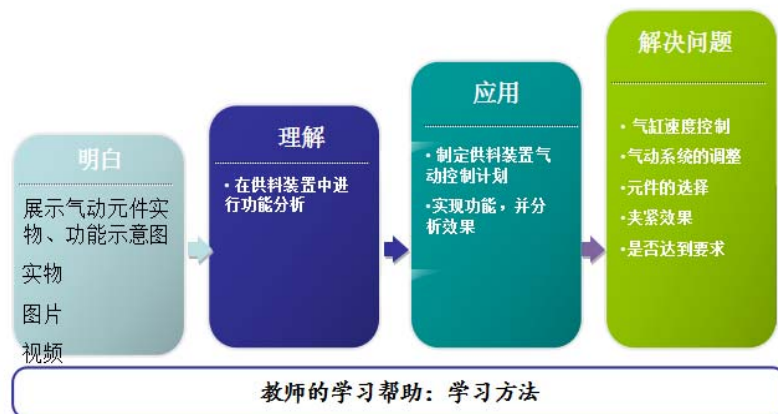 明白
展示气动元件实
物、功能示意图
实物
图片
视频
理解
•在供料装置中进
行功能分析
应用
•制定供料装置气
动控制计划
•实现功能，并分
析效果
解决问题
•气缸速度控制
•气动系统的调整
•元件的选择
•夹紧效果
•是否达到要求
教师的学习帮助：学习方法